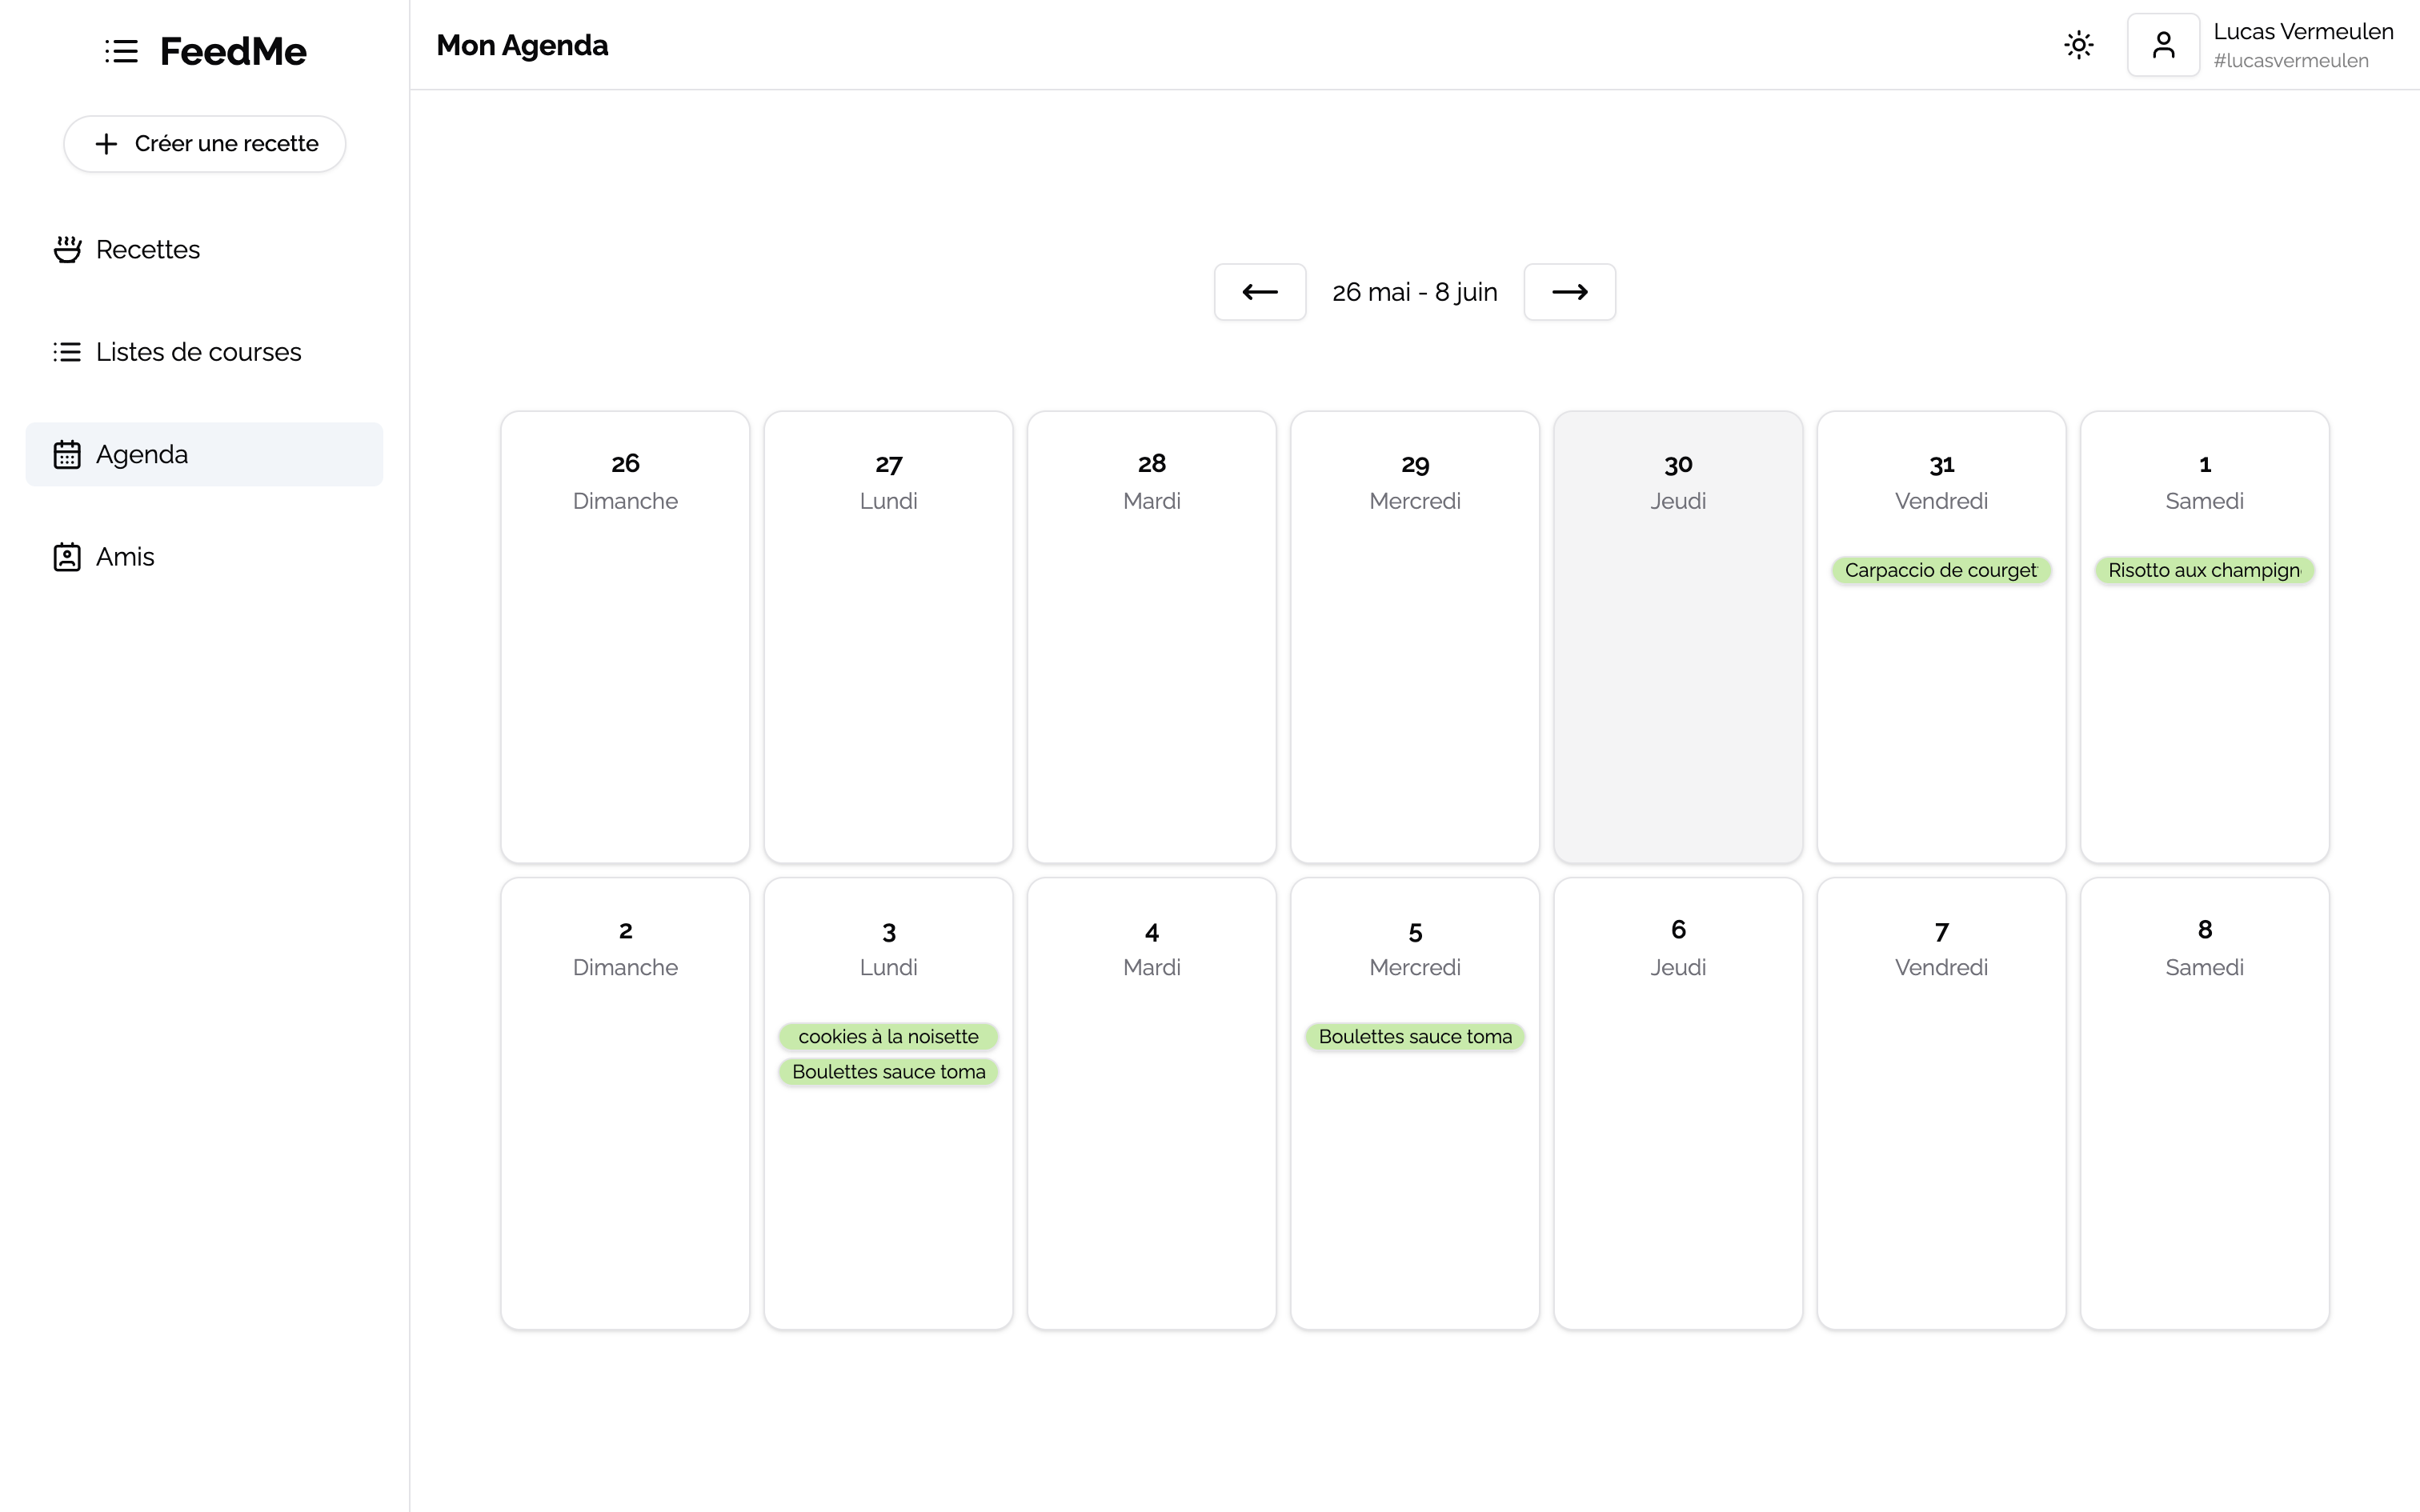 FeedMe
Créer une recette
Recettes
Listes de courses
Agenda
Amis
Mon Agenda
Lucas Vermeulen
#lucasvermeulen
26 mai - 8 juin
26
Dimanche
27
Lundi
28
Mardi
29
Mercredi
30
Jeudi
31
Vendredi
Carpaccio de courget
1
Samedi
Risotto aux champign
2
Dimanche
3
Lundi
cookies à la noisette
Boulettes sauce toma
4
Mardi
5
Mercredi
Boulettes sauce toma
6
Jeudi
7
Vendredi
8
Samedi